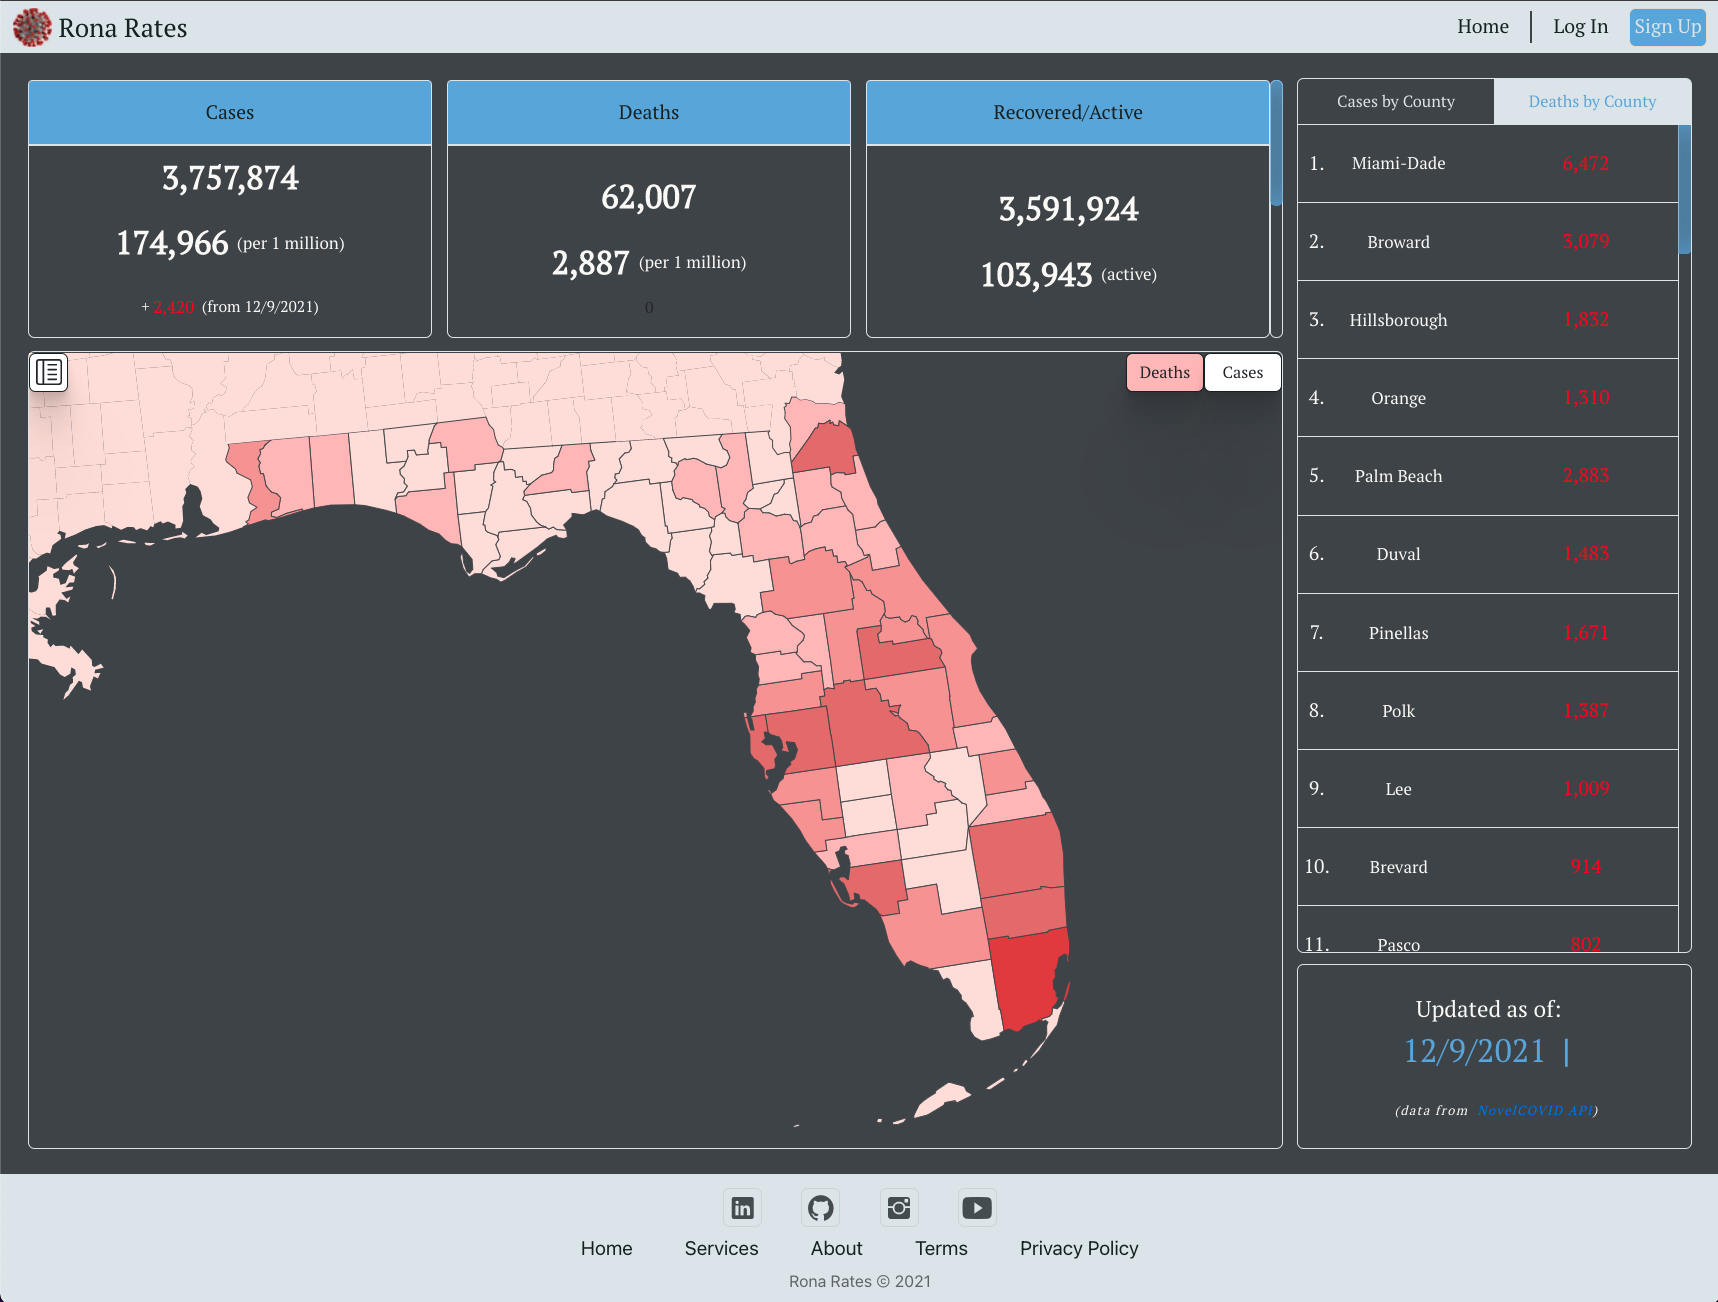 Rona Rates
Home
Log In
Sign Up
Cases
3,757,874
174,966 (per 1 million)
+ 2,420 (from 12/9/2021)
Deaths
62,007
2,887 (per 1 million)
0
Recovered/Active
3,591,924
103,943 (active)
Deaths
Cases
Cases by County
Deaths by County
1. Miami-Dade 6,472
2. Broward 3,079
3. Hillsborough 1,832
4. Orange 1,310
5. Palm Beach 2,883
6. Duval 1,483
7. Pinellas 1,671
8. Polk 1,387
9. Lee 1,009
10. Brevard 914
11. Pasco 802
Updated as of:
12/9/2021 |
(data from NovelCOVID API)
Home
Services
About
Terms
Privacy Policy
Rona Rates © 2021